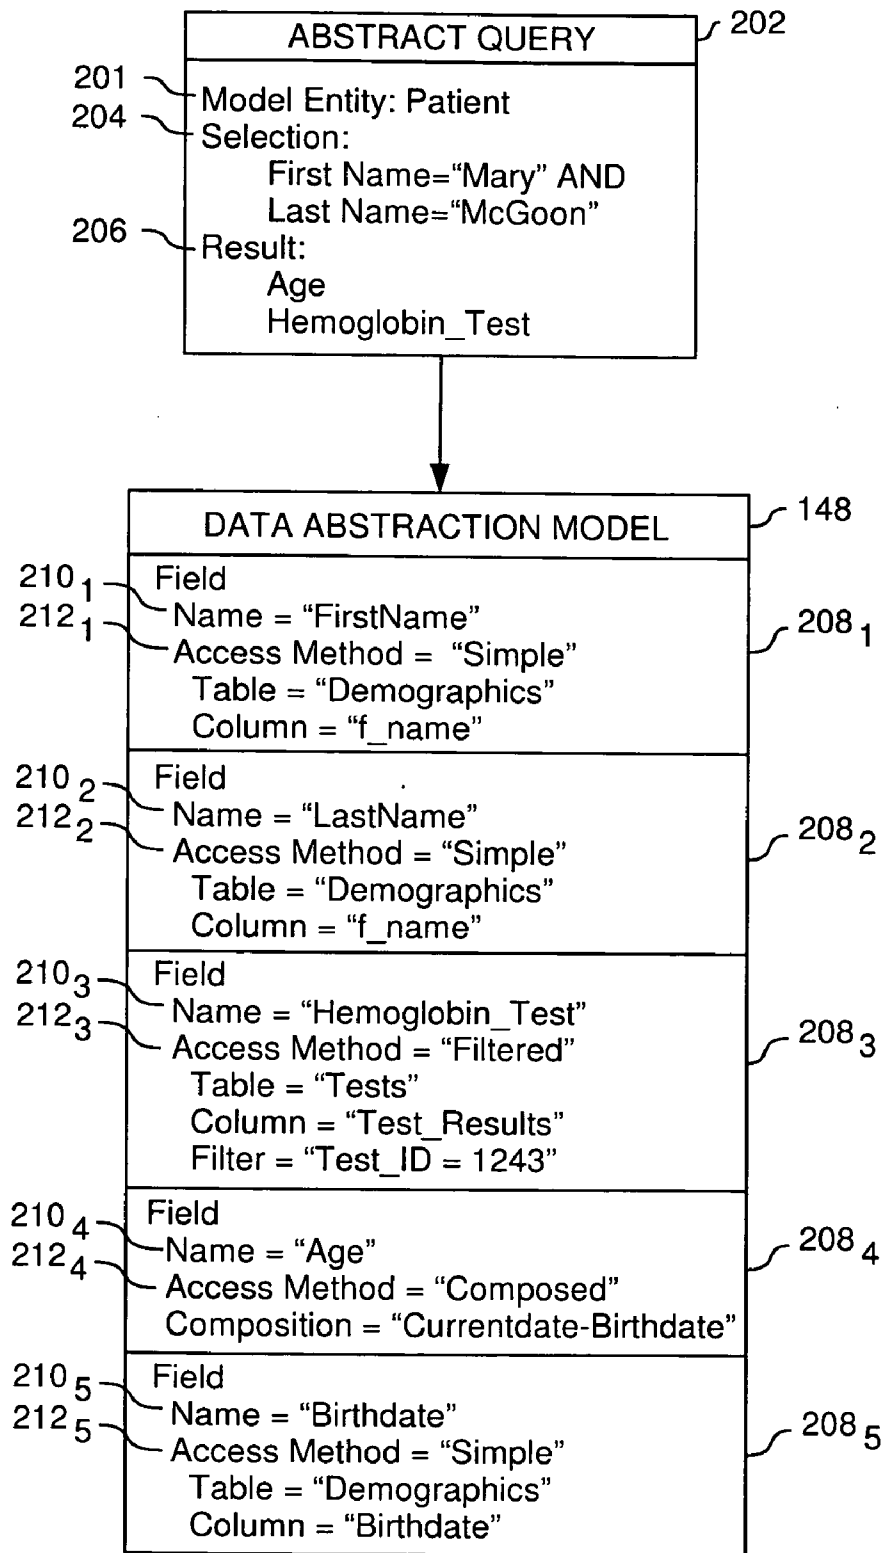 ABSTRACT QUERY
202
201
Model Entity: Patient
204
Selection:
First Name=“Mary” AND
Last Name=“McGoon”
206
Result:
Age
Hemoglobin_Test
DATA ABSTRACTION MODEL
148
Field
210 1
Name = “FirstName”
212 1
Access Method = “Simple”
208 1
Table = “Demographics”
Column = “f_name”
Field
210 2
Name = “LastName”
212 2
Access Method = “Simple”
208 2
Table = “Demographics”
Column = “f_name”
Field
210 3
Name = “Hemoglobin_Test”
212 3
Access Method = “Filtered”
208 3
Table = “Tests”
Column = “Test_Results”
Filter = “Test_ID = 1243”
Field
210 4
Name = “Age”
212 4
Access Method = “Composed”
208 4
Composition = “Currentdate-Birthdate”
Field
210 5
Name = “Birthdate”
212 5
Access Method = “Simple”
208 5
Table = “Demographics”
Column = “Birthdate”